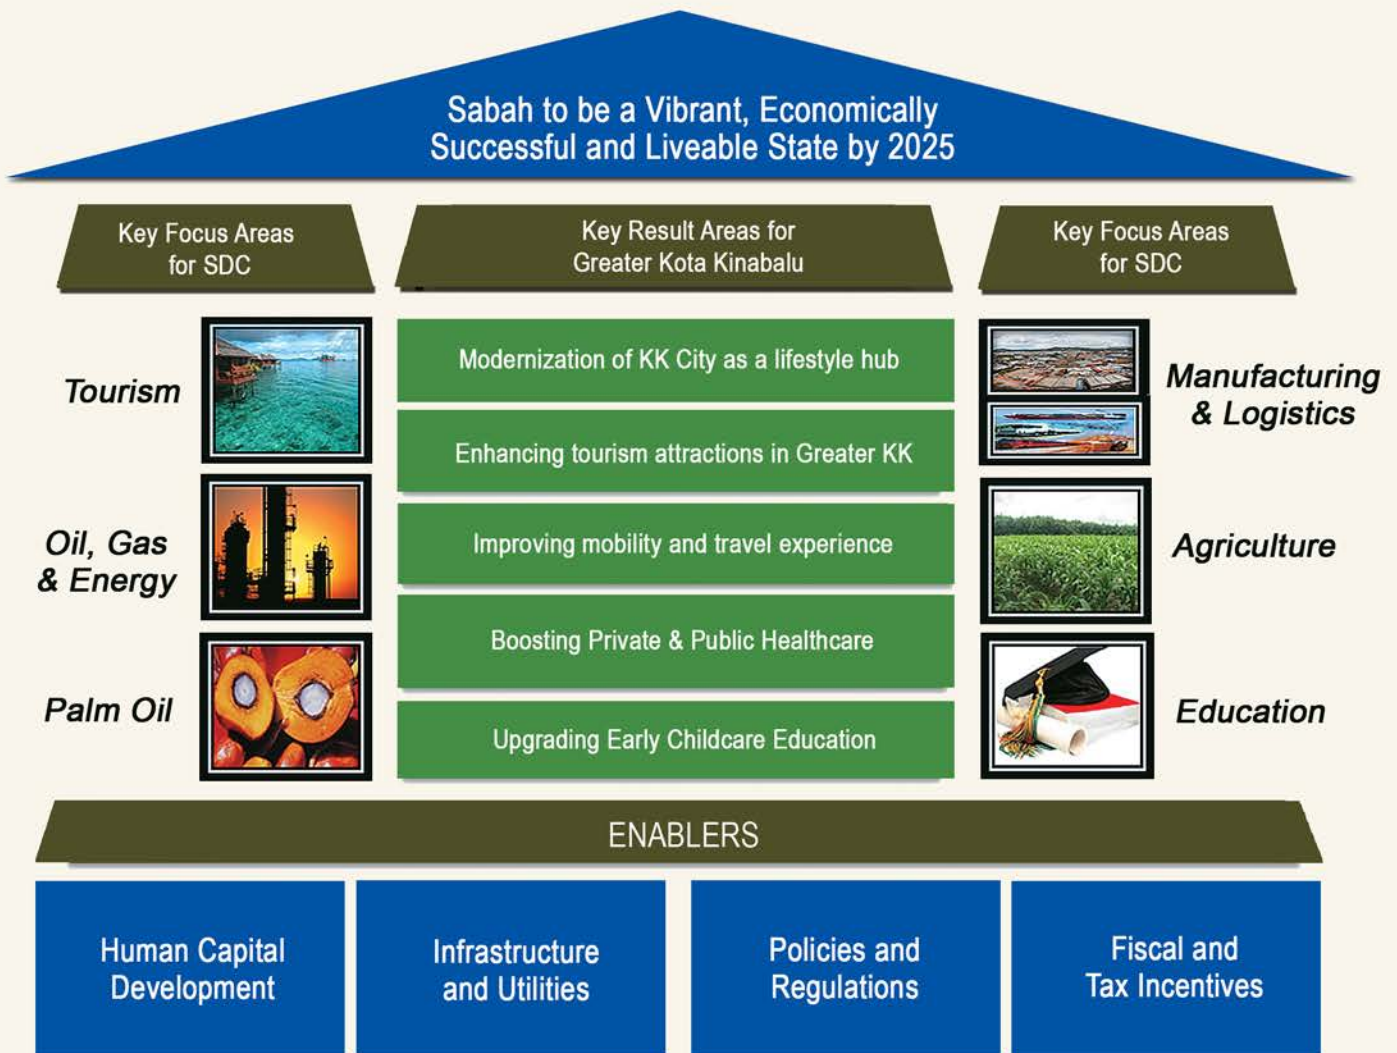 Sabah to be a Vibrant, Economically
Successful and Liveable State by 2025
Key Focus Areas
for SDC
Tourism
Oil, Gas
& Energy
Palm Oil
Key Result Areas for
Greater Kota Kinabalu
Modernization of KK City as a lifestyle hub
Enhancing tourism attractions in Greater KK
Improving mobility and travel experience
Boosting Private & Public Healthcare
Upgrading Early Childcare Education
Key Focus Areas
for SDC
Manufacturing
& Logistics
Agriculture
Education
ENABLERS
Human Capital
Development
Infrastructure
and Utilities
Policies and
Regulations
Fiscal and
Tax Incentives